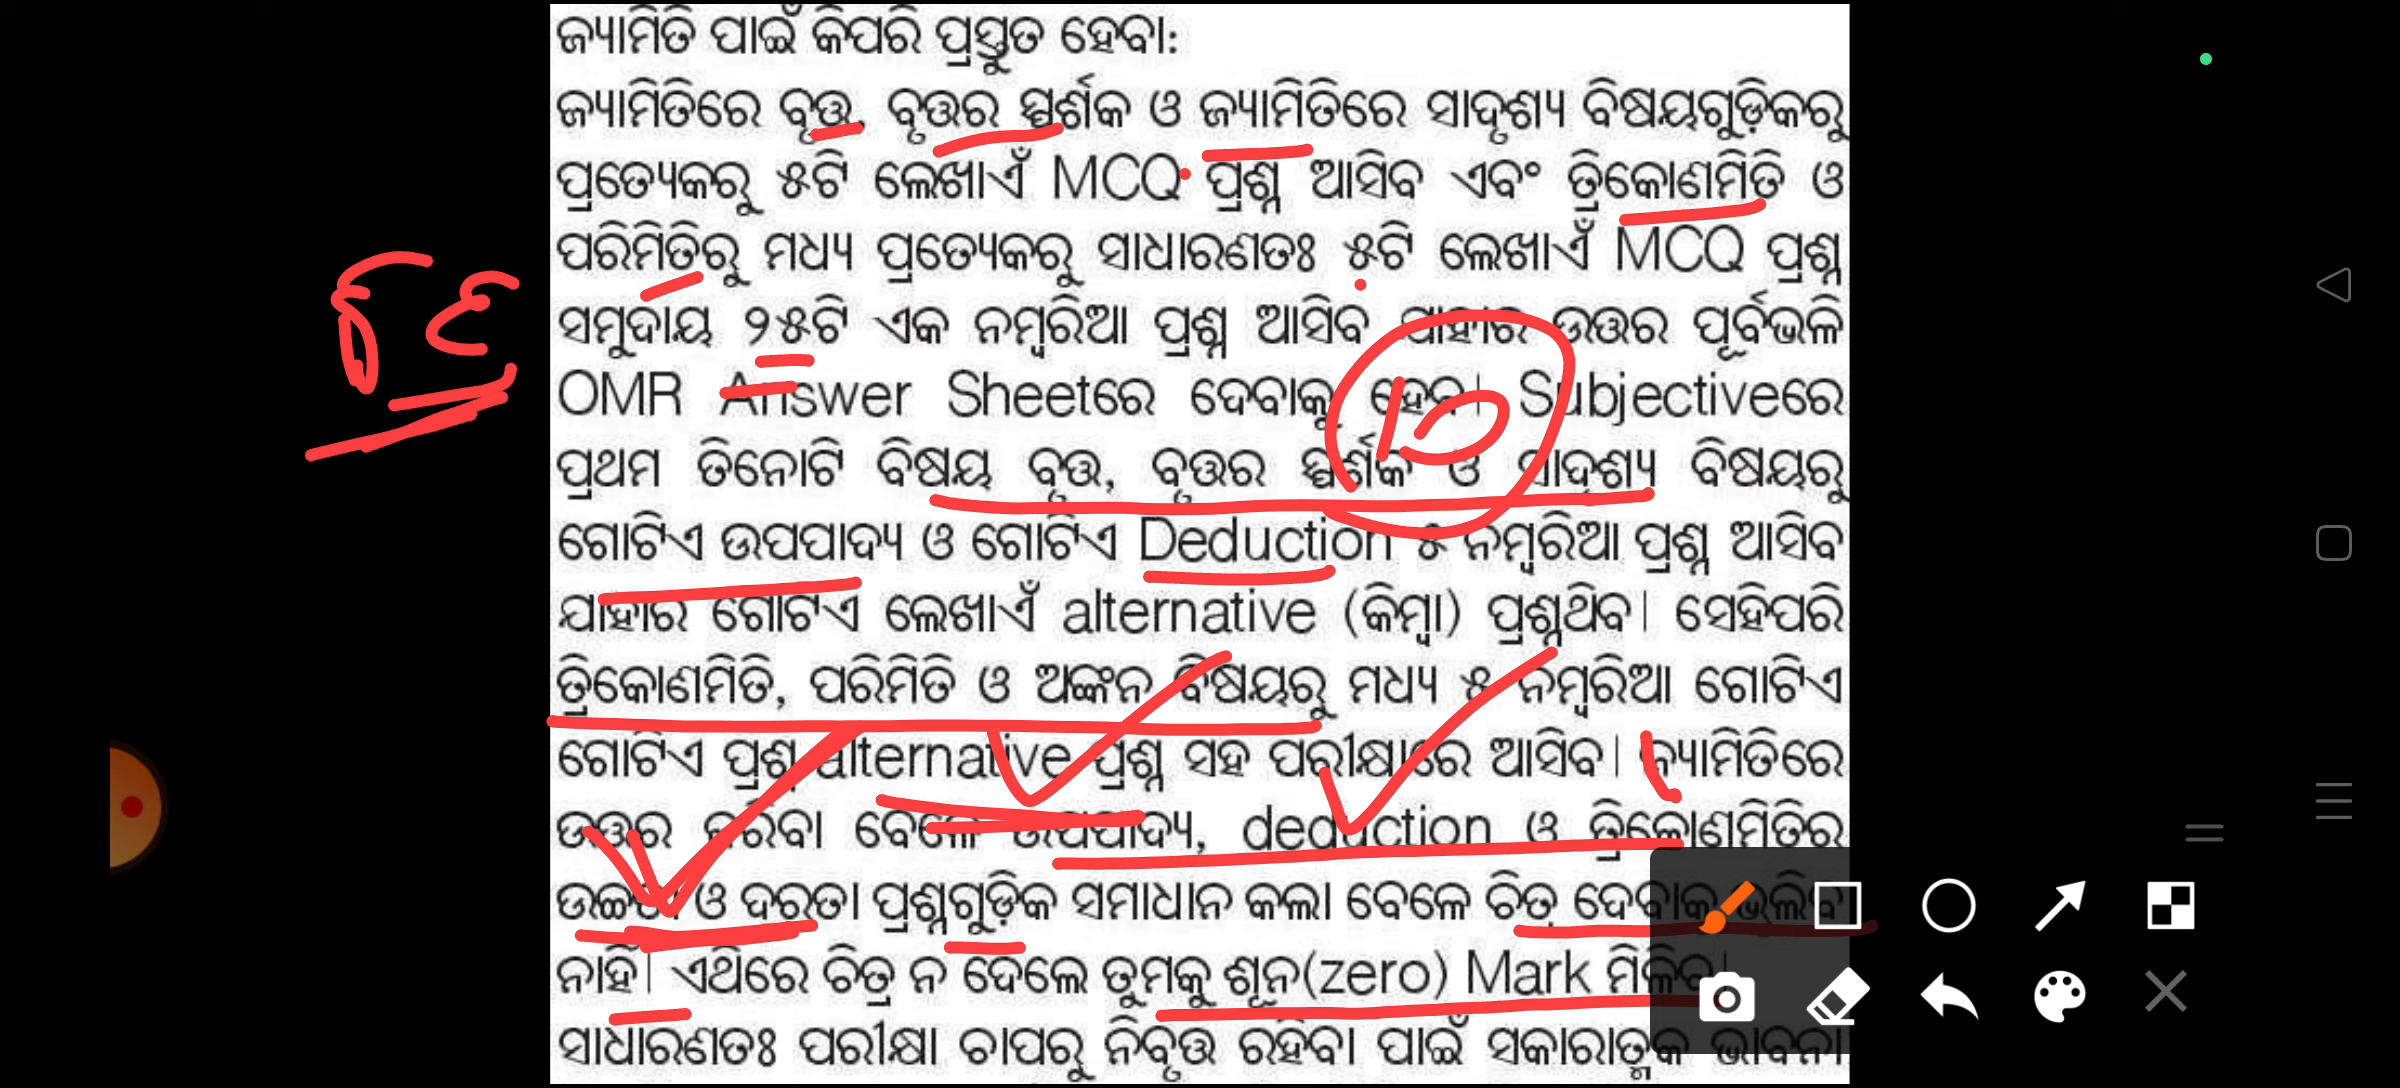 ଜ୍ୟାମିତି ପାଇଁ କିପରି ପ୍ରସ୍ତୁତ ହେବା:
ଜ୍ୟାମିତିରେ ବୃତ୍ତ, ବୃତ୍ତର ସ୍ପର୍ଶକ ଓ ଜ୍ୟାମିତିରେ ସାଦୃଶ୍ୟ ବିଷୟଗୁଡ଼ିକରୁ
ପ୍ରତ୍ୟେକରୁ ୫ଟି ଲେଖାଏଁ MCQ ପ୍ରଶ୍ନ ଆସିବ ଏବଂ ତ୍ରିକୋଣମିତି ଓ
ପରିମିତିରୁ ମଧ୍ୟ ପ୍ରତ୍ୟେକରୁ ସାଧାରଣତଃ ୫ଟି ଲେଖାଏଁ MCQ ପ୍ରଶ୍ନ
ସମୁଦାୟ ୨୫ଟି ଏକ ନମ୍ବରିଆ ପ୍ରଶ୍ନ ଆସିବ ଯାହାର ଉତ୍ତର ପୂର୍ବଭଳି
OMR Answer Sheetରେ ଦେବାକୁ ହେବ। Subjectiveରେ
ପ୍ରଥମ ତିନୋଟି ବିଷୟ ବୃତ୍ତ, ବୃତ୍ତର ସ୍ପର୍ଶକ ଓ ସାଦୃଶ୍ୟ ବିଷୟରୁ
ଗୋଟିଏ ଉପପାଦ୍ୟ ଓ ଗୋଟିଏ Deduction ୫ ନମ୍ବରିଆ ପ୍ରଶ୍ନ ଆସିବ
ଯାହାର ଗୋଟିଏ ଲେଖାଏଁ alternative (କିମ୍ବା) ପ୍ରଶ୍ନଥିବ। ସେହିପରି
ତ୍ରିକୋଣମିତି, ପରିମିତି ଓ ଅଙ୍କନ ବିଷୟରୁ ମଧ୍ୟ ୫ ନମ୍ବରିଆ ଗୋଟିଏ
ଗୋଟିଏ ପ୍ରଶ୍ନ alternative ପ୍ରଶ୍ନ ସହ ପରୀକ୍ଷାରେ ଆସିବ। ଜ୍ୟାମିତିରେ
ଉତ୍ତର କରିବା ବେଳେ ଉପପାଦ୍ୟ, deduction ଓ ତ୍ରିକୋଣମିତିର
ଉଚ୍ଚତା ଓ ଦୂରତା ପ୍ରଶ୍ନଗୁଡ଼ିକ ସମାଧାନ କଲା ବେଳେ ଚିତ୍ର ଦେବାକୁ ଭୁଲିବା
ନାହିଁ। ଏଥିରେ ଚିତ୍ର ନ ଦେଲେ ତୁମକୁ ଶୂନ(zero) Mark ମିଳିବ।
ସାଧାରଣତଃ ପରୀକ୍ଷା ଚାପରୁ ନିବୃତ୍ତ ରହିବା ପାଇଁ ସକାରାତ୍ମକ ଭାବନା